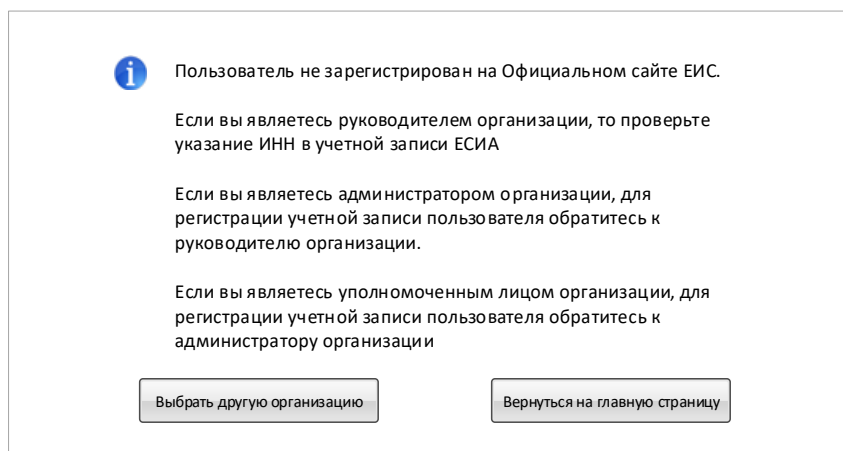 Пользователь не зарегистрирован на Официальном сайте ЕИС.
Если вы являетесь руководителем организации, то проверьте
указание ИНН в учетной записи ЕСИА
Если вы являетесь администратором организации, для
регистрации учетной записи пользователя обратитесь к
руководителю организации.
Если вы являетесь уполномоченным лицом организации, для
регистрации учетной записи пользователя обратитесь к
администратору организации
Выбрать другую организацию
Вернуться на главную страницу